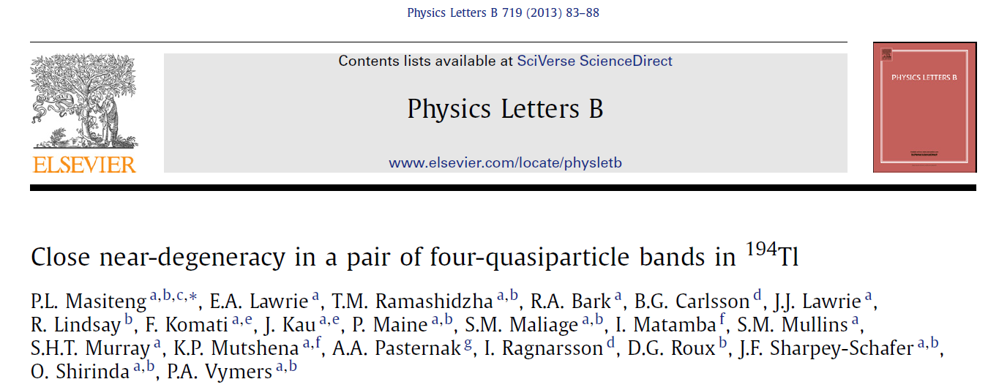 Physics Letters B 719 (2013) 83–88
Contents lists available at SciVerse ScienceDirect
Physics Letters B
www.elsevier.com/locate/physletb
ELSEVIER
PHYSICS LETTERS B
Close near-degeneracy in a pair of four-quasiparticle bands in ¹⁹⁴Tl
P.L. Masiteng a,b,c,*, E.A. Lawrie a, T.M. Ramashidzha a,b, R.A. Bark a, B.G. Carlsson d, J.J. Lawrie a,
R. Lindsay b, F. Komati a,e, J. Kau a,e, P. Maine a,b, S.M. Maliage a,b, I. Matamba f, S.M. Mullins a,
S.H.T. Murray a, K.P. Mutshena a,f, A.A. Pasternak g, I. Ragnarsson d, D.G. Roux b, J.F. Sharpey-Schafer a,b,
O. Shirinda a,b, P.A. Vymers a,b